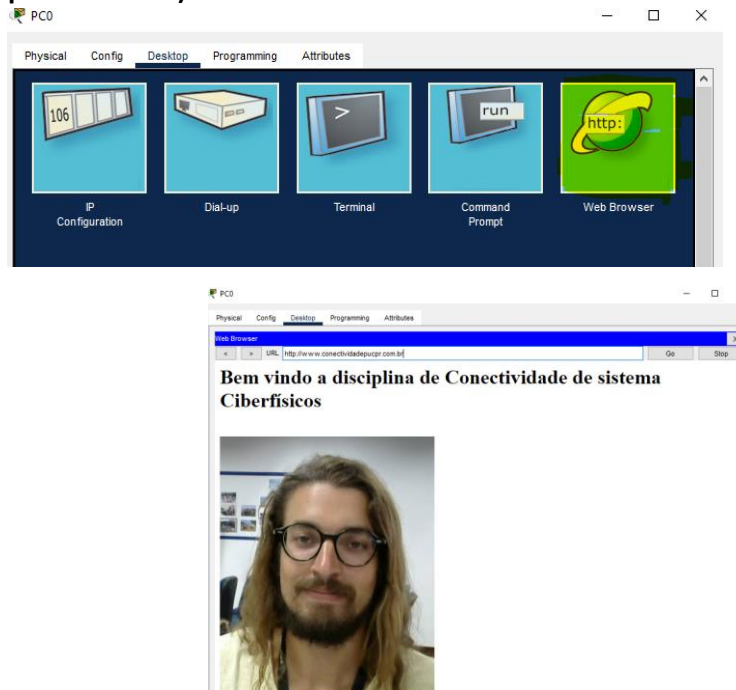 PC0
Physical Config Desktop Programming Attributes
106
>
run
http:
IP
Configuration
Dial-up
Terminal
Command
Prompt
Web Browser
PC0
Physical Config Desktop Programming Attributes
Web Browser
X
< > URL http://www.conectividadepucpr.com.br Go Stop
Bem vindo a disciplina de Conectividade de sistema
Ciberfísicos